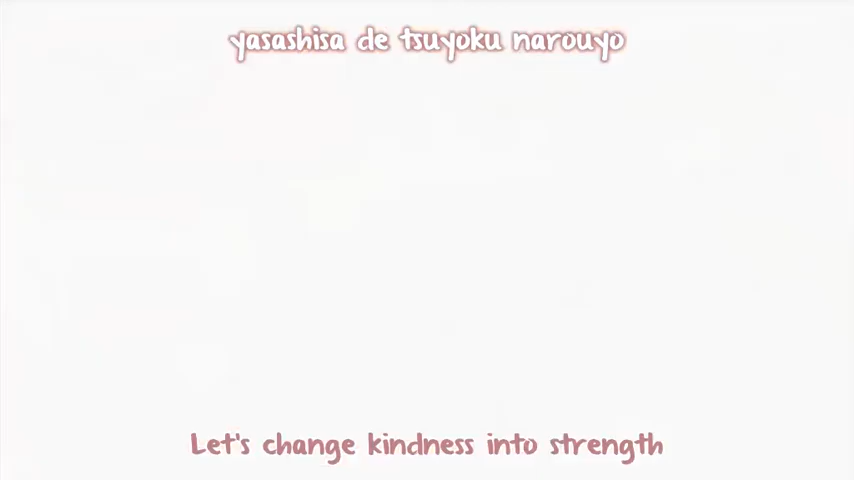 yasashisa de tsuyoku narouyo
Let's change kindness into strength